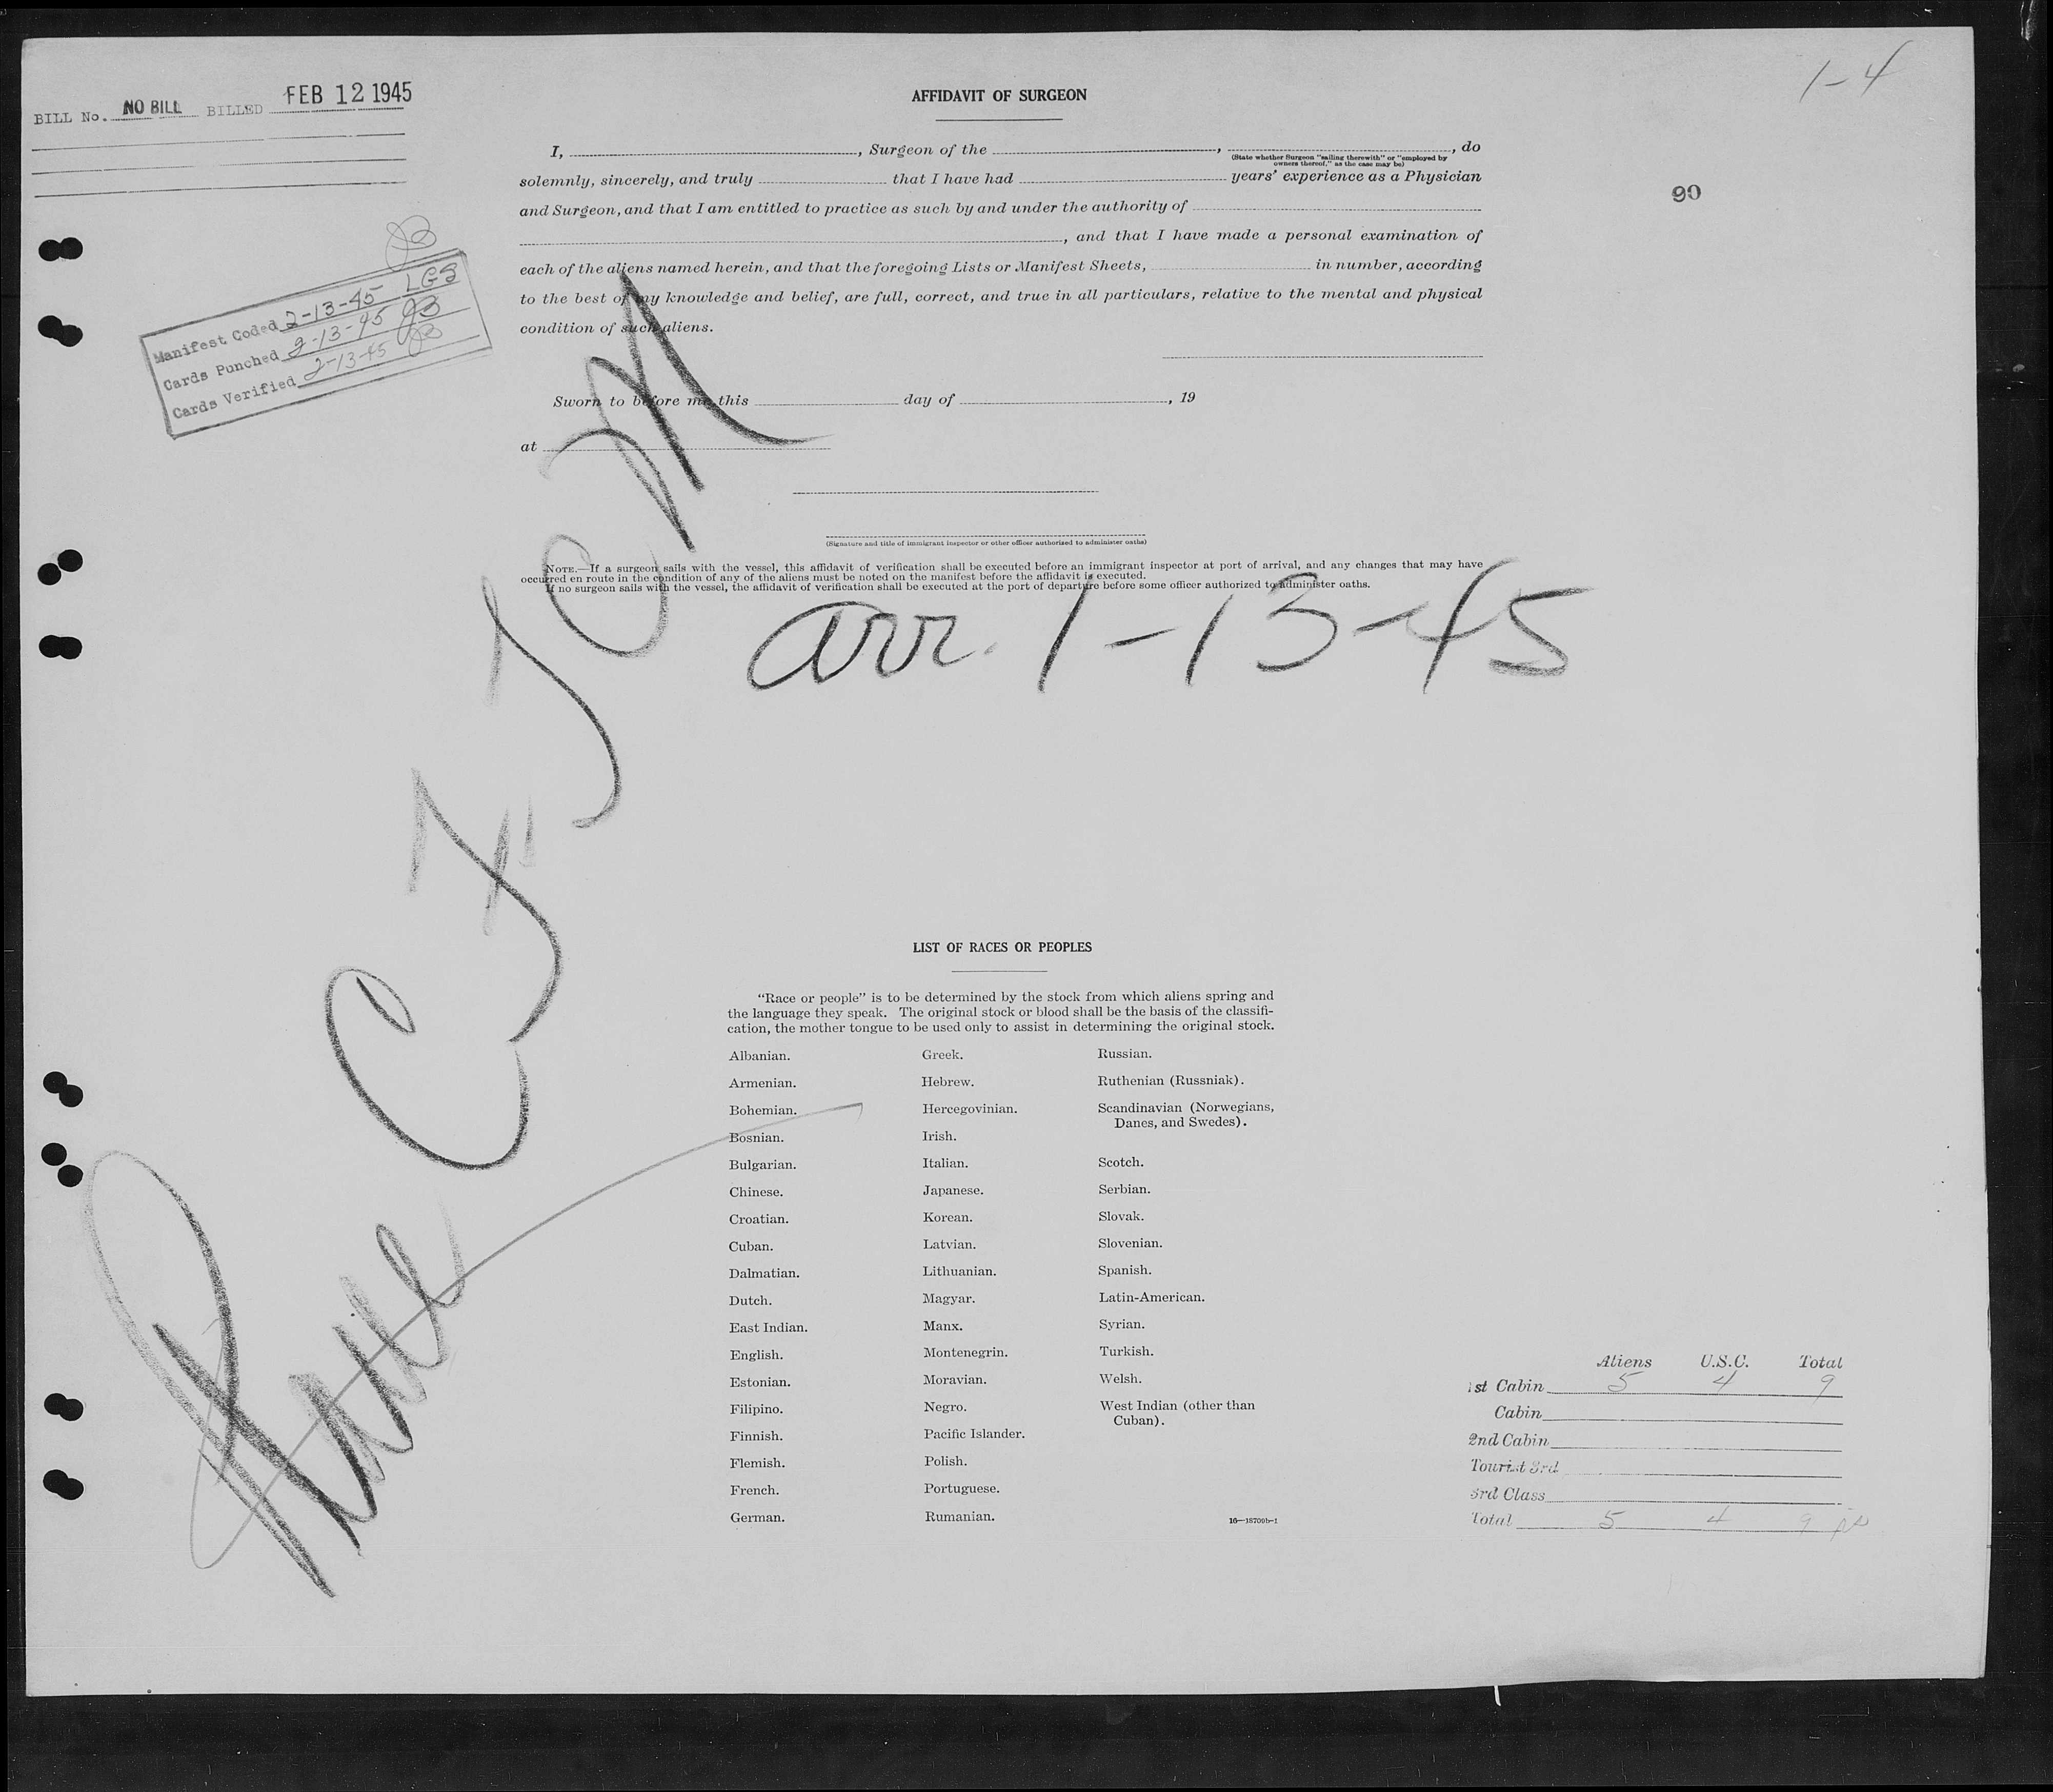 1-4
BILL No. NO BILL BILLED FEB 12 1945
90
Manifest Coded 2-13-45 LGS
Cards Punched 2-13-45 JB
Cards Verified 2-13-45 JB
AFFIDAVIT OF SURGEON
I, , Surgeon of the , , do
(State whether Surgeon "sailing therewith" or "employed by
owners thereof," as the case may be)
solemnly, sincerely, and truly that I have had years' experience as a Physician
and Surgeon, and that I am entitled to practice as such by and under the authority of
, and that I have made a personal examination of
each of the aliens named herein, and that the foregoing Lists or Manifest Sheets, in number, according
to the best of my knowledge and belief, are full, correct, and true in all particulars, relative to the mental and physical
condition of such aliens.
Sworn to before me this day of , 19
at
(Signature and title of immigrant inspector or other officer authorized to administer oaths)
NOTE.—If a surgeon sails with the vessel, this affidavit of verification shall be executed before an immigrant inspector at port of arrival, and any changes that may have
occurred en route in the condition of any of the aliens must be noted on the manifest before the affidavit is executed.
If no surgeon sails with the vessel, the affidavit of verification shall be executed at the port of departure before some officer authorized to administer oaths.
arr. 1-13-45
Plane
LIST OF RACES OR PEOPLES
"Race or people" is to be determined by the stock from which aliens spring and
the language they speak. The original stock or blood shall be the basis of the classifi-
cation, the mother tongue to be used only to assist in determining the original stock.
Albanian.
Armenian.
Bohemian.
Bosnian.
Bulgarian.
Chinese.
Croatian.
Cuban.
Dalmatian.
Dutch.
East Indian.
English.
Estonian.
Filipino.
Finnish.
Flemish.
French.
German.
Greek.
Hebrew.
Hercegovinian.
Irish.
Italian.
Japanese.
Korean.
Latvian.
Lithuanian.
Magyar.
Manx.
Montenegrin.
Moravian.
Negro.
Pacific Islander.
Polish.
Portuguese.
Rumanian.
Russian.
Ruthenian (Russniak).
Scandinavian (Norwegians,
Danes, and Swedes).
Scotch.
Serbian.
Slovak.
Slovenian.
Spanish.
Latin-American.
Syrian.
Turkish.
Welsh.
West Indian (other than
Cuban).
16—18709b-1
Aliens U.S.C. Total
1st Cabin 5 4 9
Cabin
2nd Cabin
Tourist 3rd
3rd Class
Total 5 4 9